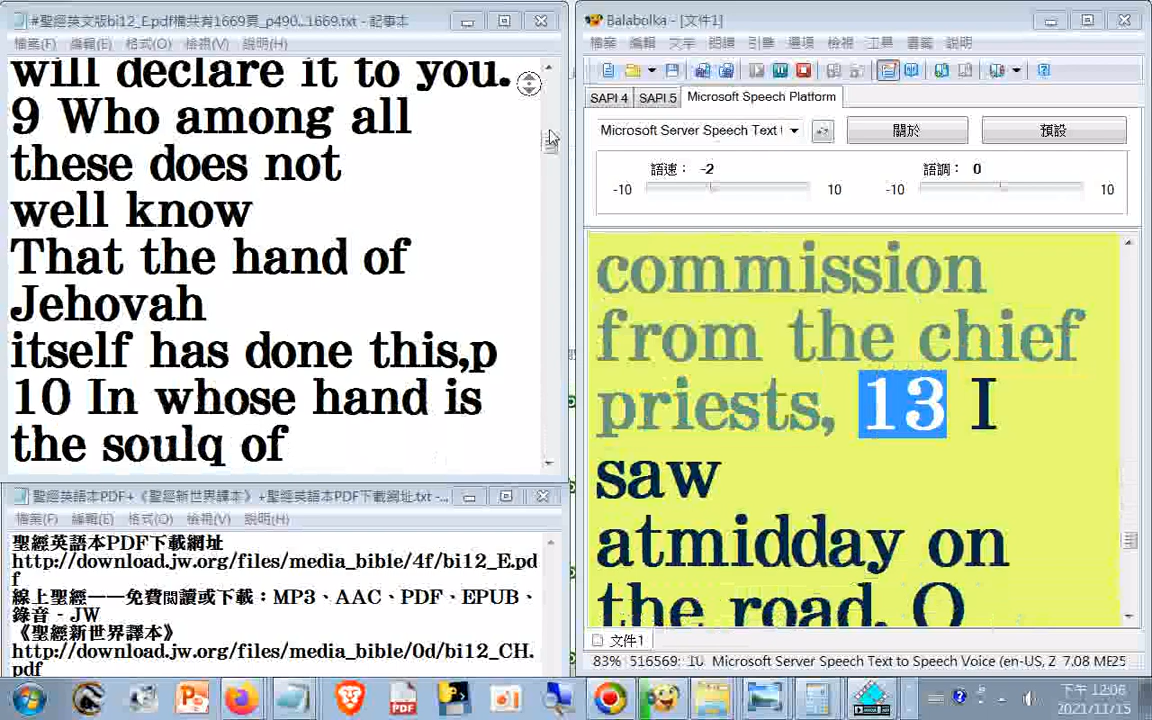 #聖經英文版bi12_E.pdf檔共有1669頁_p490...1669.txt - 記事本
檔案(F) 編輯(E) 格式(O) 檢視(V) 說明(H)
will declare it to you.
9 Who among all
these does not
well know
That the hand of
Jehovah
itself has done this,p
10 In whose hand is
the soulq of
聖經英語本PDF+《聖經新世界譯本》+聖經英語本PDF下載網址.txt - ...
檔案(F) 編輯(E) 格式(O) 檢視(V) 說明(H)
聖經英語本PDF下載網址
http://download.jw.org/files/media_bible/4f/bi12_E.pd
f
線上聖經——免費閱讀或下載：MP3、AAC、PDF、EPUB、
錄音 - JW
《聖經新世界譯本》
http://download.jw.org/files/media_bible/0d/bi12_CH.
pdf
Balabolka - [文件1]
檔案 編輯 文字 朗讀 引擎 選項 檢視 工具 書籤 說明
SAPI 4 SAPI 5 Microsoft Speech Platform
Microsoft Server Speech Text 關於 預設
語速： -2 語調： 0
-10 10 -10 10
commission
from the chief
priests, 13 I
saw
atmidday on
the road, O
文件1
83% 516569: 10 Microsoft Server Speech Text to Speech Voice (en-US, Z 7.08 ME25
PDF
下午 12:06
2021/11/15